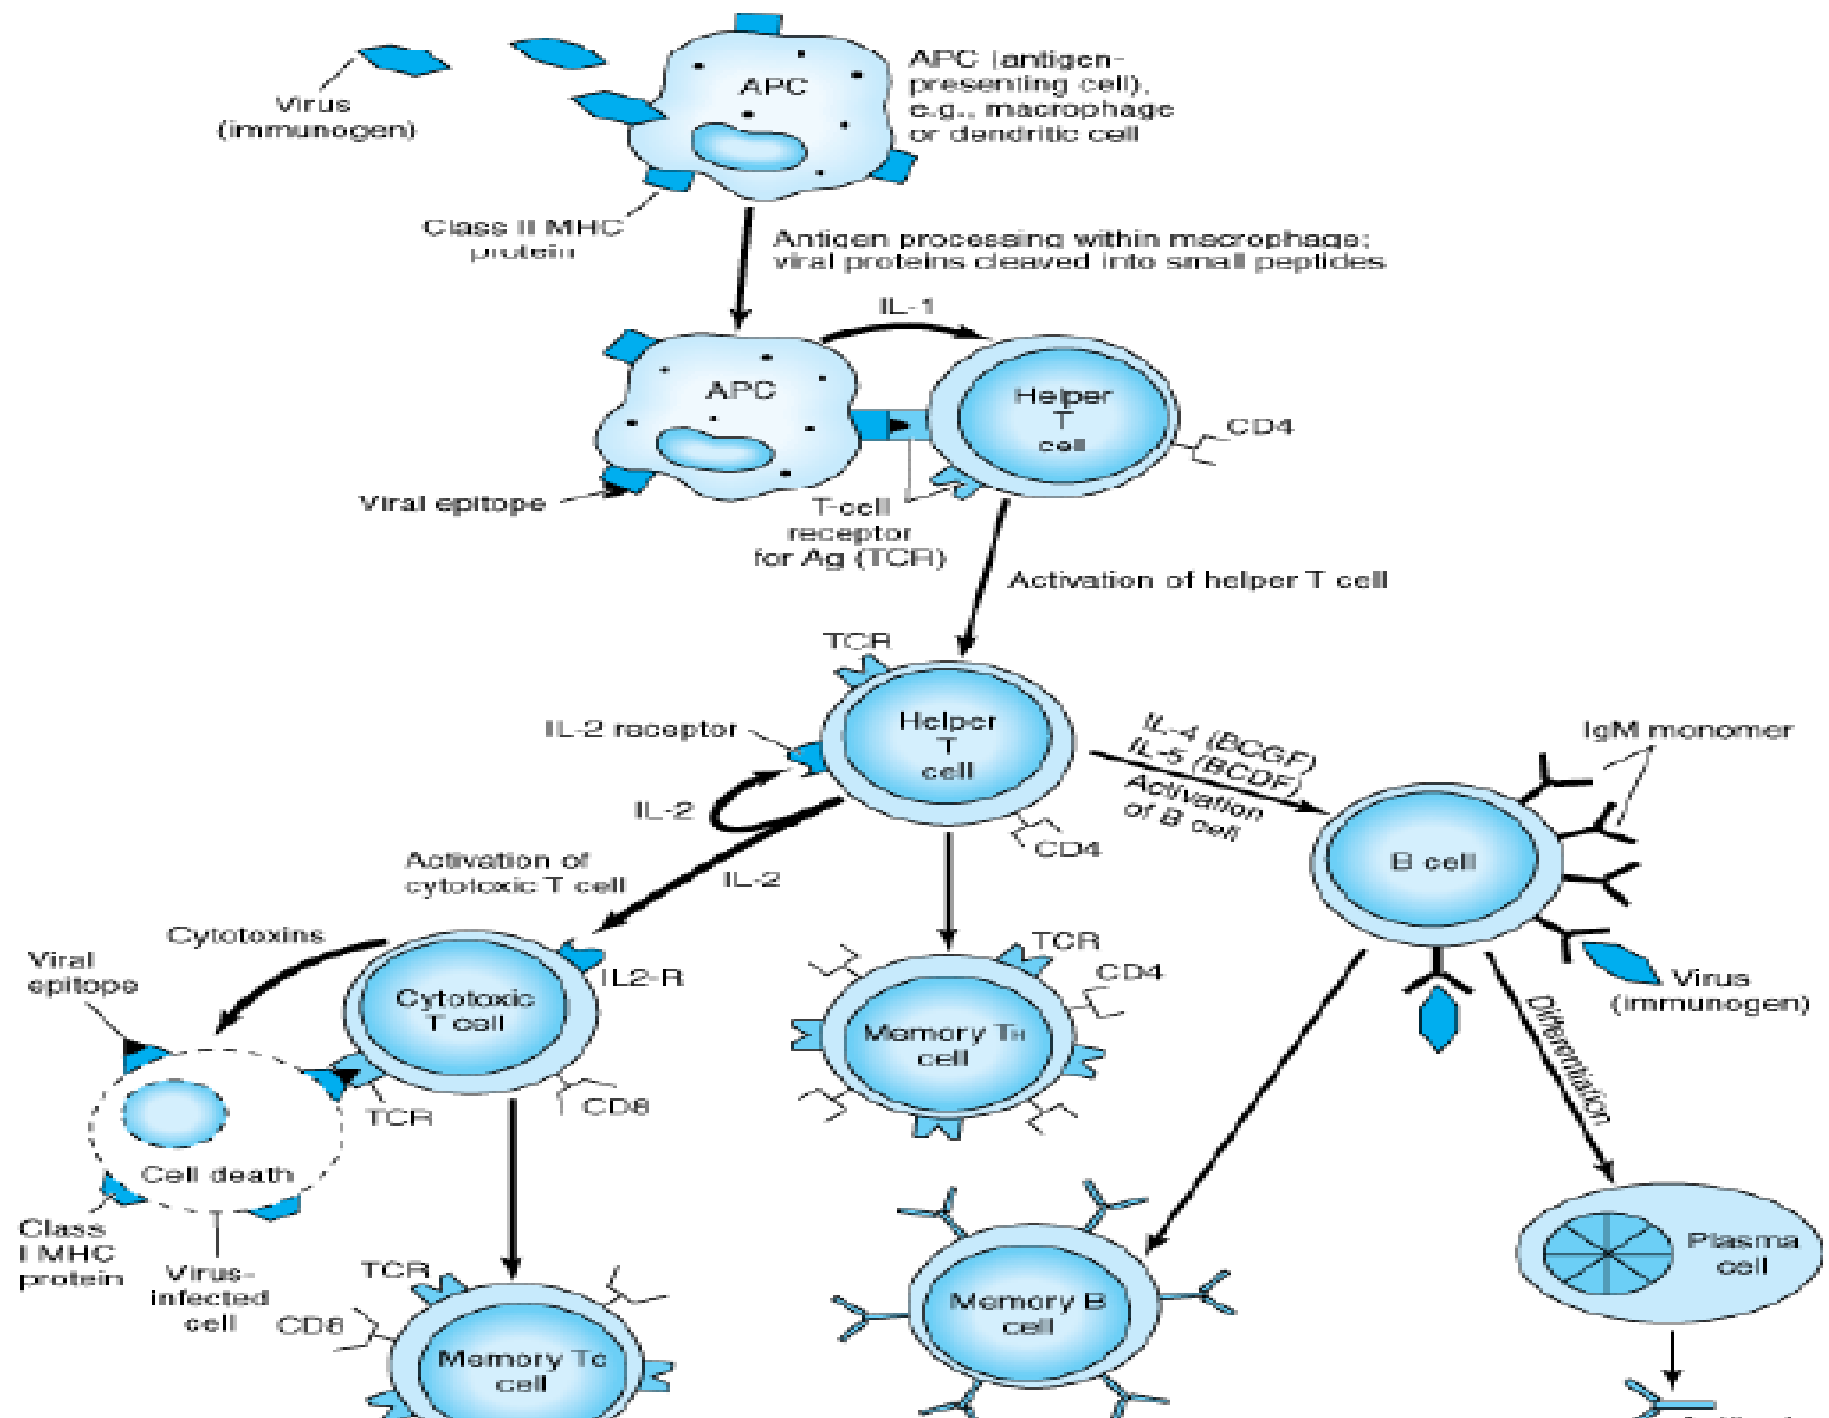 Virus
(immunogen)
APC
APC (antigen-
presenting cell),
e.g., macrophage
or dendritic cell
Class II MHC
protein
Antigen processing within macrophage;
viral proteins cleaved into small peptides
IL-1
APC
Helper
T
cell
CD4
Viral epitope
T-cell
receptor
for Ag (TCR)
Activation of helper T cell
TCR
IL-2 receptor
Helper
T
cell
IL-4 (BCGF)
IL-5 (BCDF)
Activation
of B cell
IgM monomer
IL-2
CD4
B cell
Activation of
cytotoxic T cell
IL-2
Cytotoxins
Viral
epitope
IL2-R
Cytotoxic
T cell
TCR
CD4
Memory TH
cell
Virus
(immunogen)
Differentiation
TCR
CD8
Cell death
Class
I MHC
protein
Virus-
infected
cell
TCR
CD8
Memory TC
cell
Memory B
cell
Plasma
cell